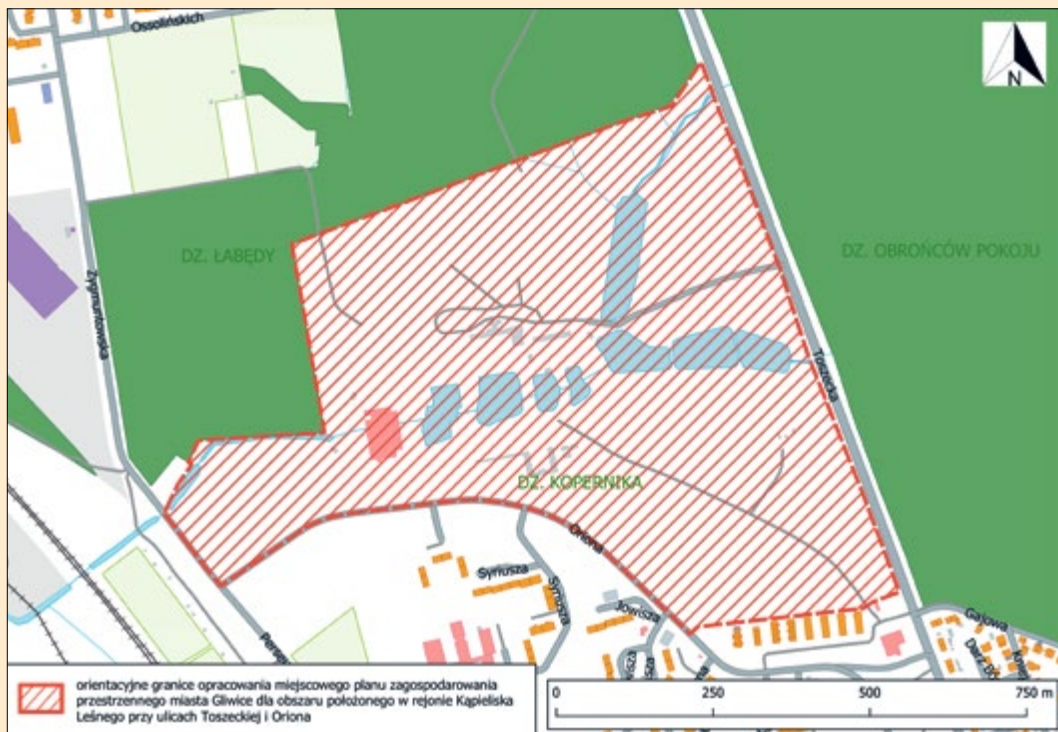 Ossolińskich
N
DZ. ŁABĘDY
DZ. OBROŃCÓW POKOJU
Zygmuntowska
Toszecka
DZ. KOPERNIKA
Oriona
Syriusza
Syriusza
Jowisza
Gajowa
orientacyjne granice opracowania miejscowego planu zagospodarowania
przestrzennego miasta Gliwice dla obszaru położonego w rejonie Kąpieliska
Leśnego przy ulicach Toszeckiej i Oriona
0 250 500 750 m